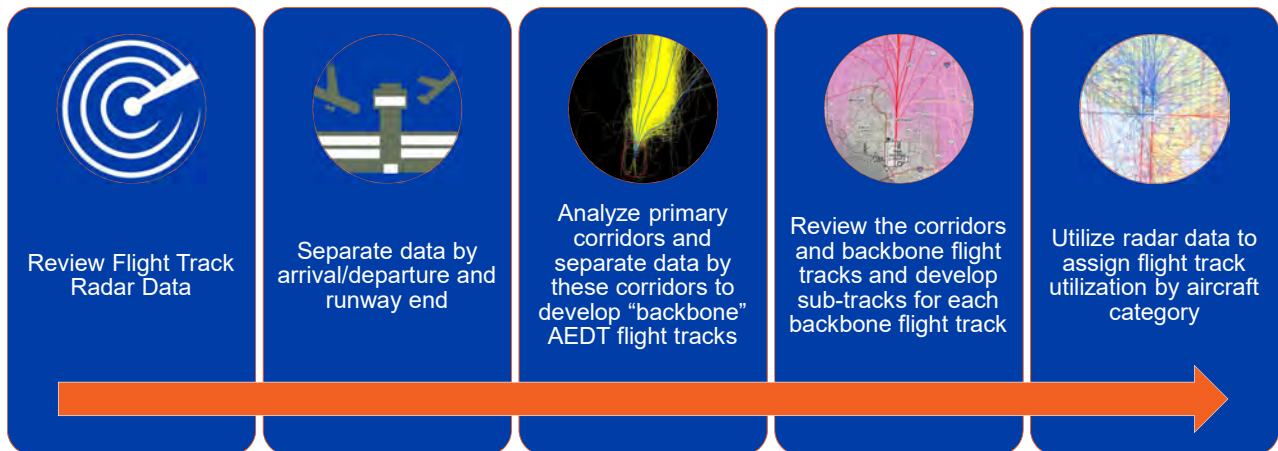 Review Flight Track
Radar Data
Separate data by
arrival/departure and
runway end
Analyze primary
corridors and
separate data by
these corridors to
develop “backbone”
AEDT flight tracks
Review the corridors
and backbone flight
tracks and develop
sub-tracks for each
backbone flight track
Utilize radar data to
assign flight track
utilization by aircraft
category